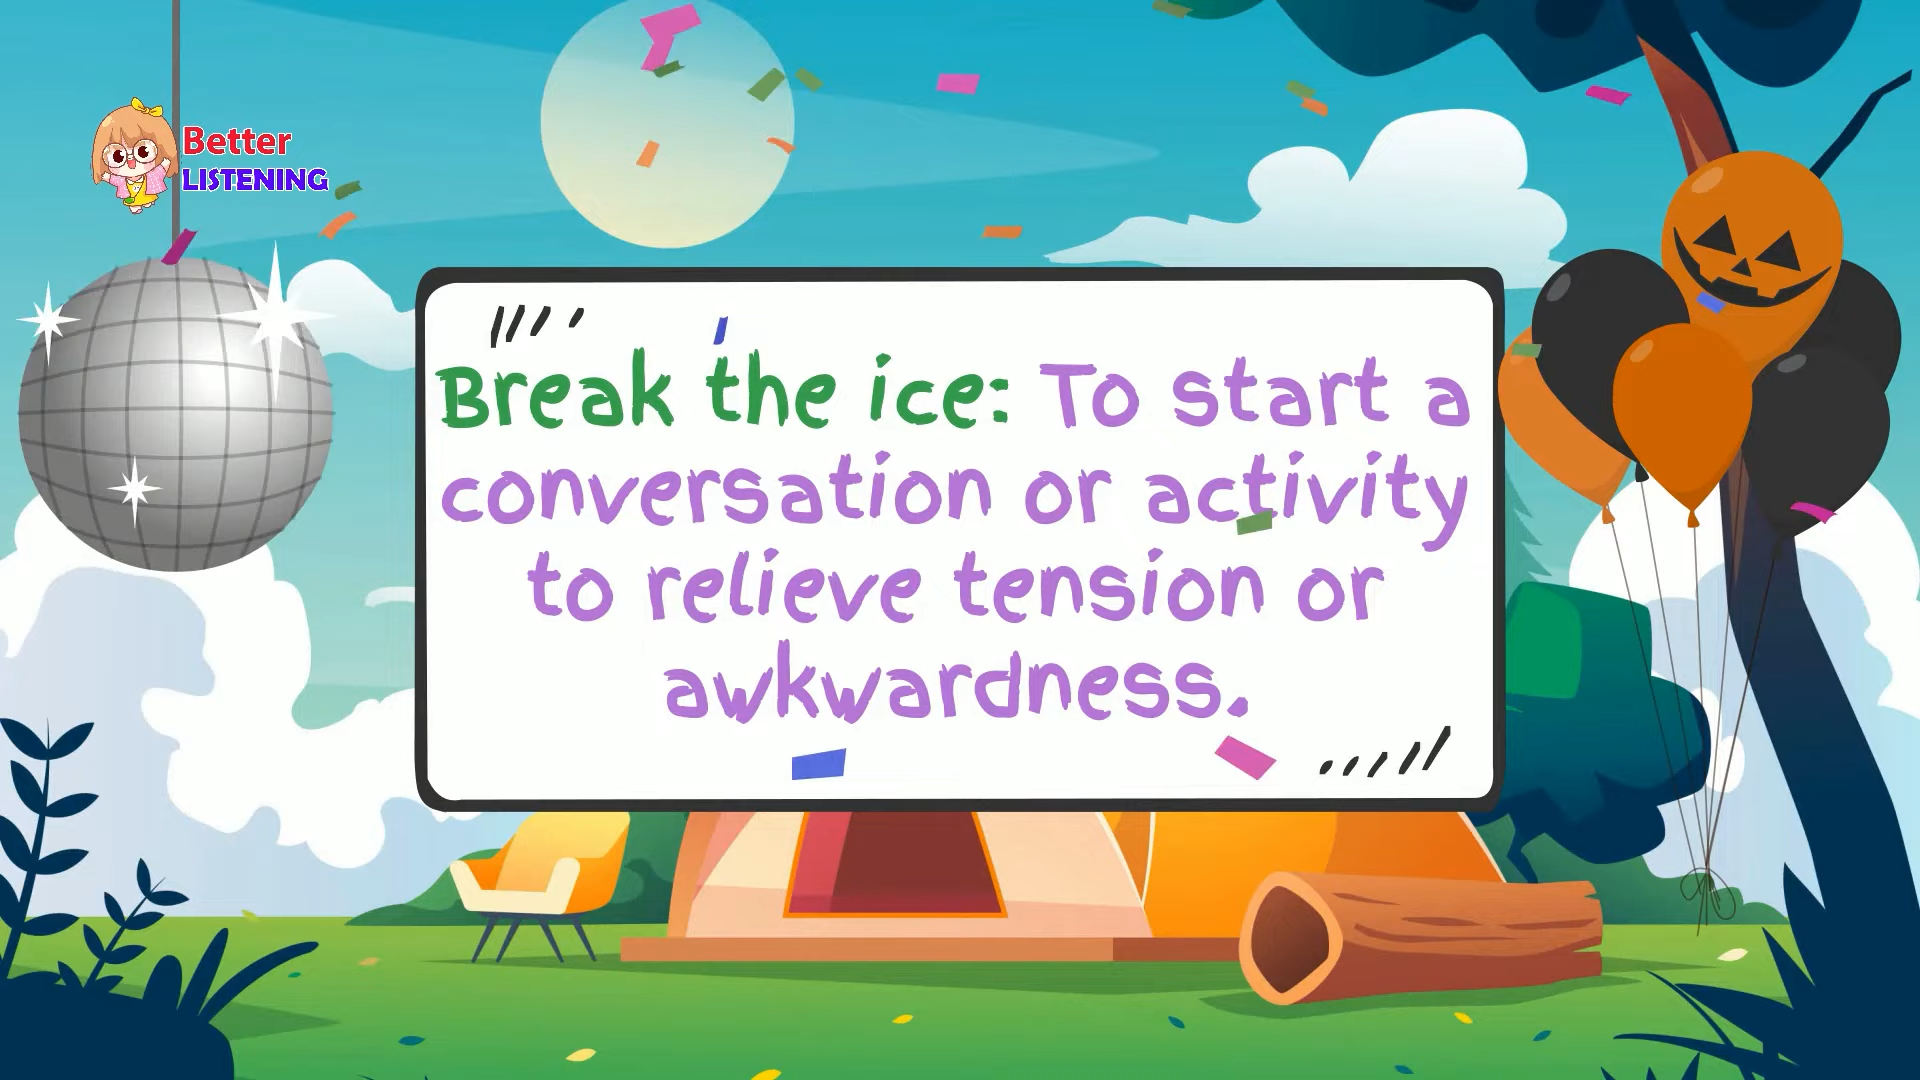 Better
LISTENING
Break the ice: To start a
conversation or activity
to relieve tension or
awkwardness.